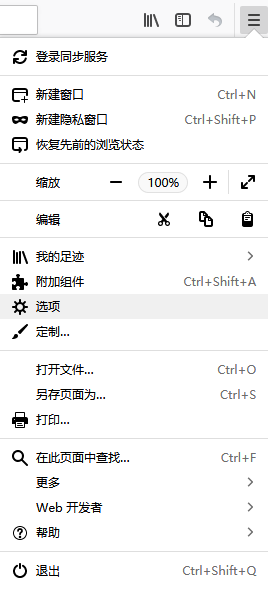 登录同步服务
新建窗口 Ctrl+N
新建隐私窗口 Ctrl+Shift+P
恢复先前的浏览状态
缩放 100%
编辑
我的足迹
附加组件 Ctrl+Shift+A
选项
定制...
打开文件... Ctrl+O
另存页面为... Ctrl+S
打印...
在此页面中查找... Ctrl+F
更多
Web 开发者
帮助
退出 Ctrl+Shift+Q